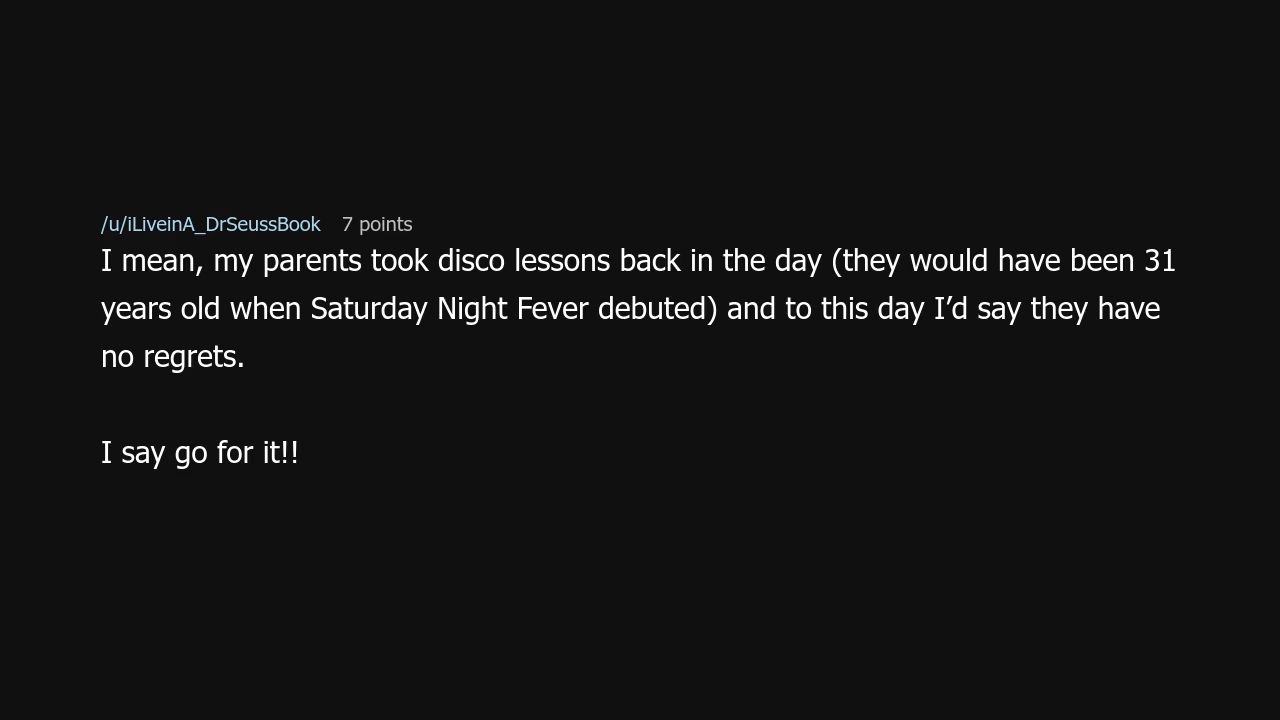 /u/iLiveinA_DrSeussBook 7 points
I mean, my parents took disco lessons back in the day (they would have been 31
years old when Saturday Night Fever debuted) and to this day I’d say they have
no regrets.
I say go for it!!